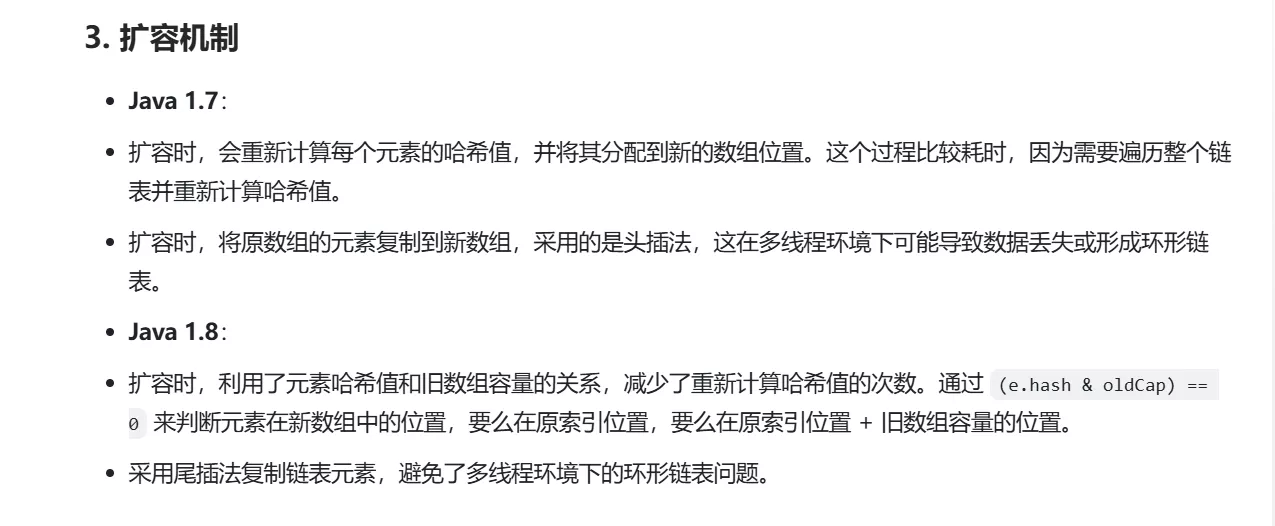 3. 扩容机制
• Java 1.7：
• 扩容时，会重新计算每个元素的哈希值，并将其分配到新的数组位置。这个过程比较耗时，因为需要遍历整个链
表并重新计算哈希值。
• 扩容时，将原数组的元素复制到新数组，采用的是头插法，这在多线程环境下可能导致数据丢失或形成环形链
表。
• Java 1.8：
• 扩容时，利用了元素哈希值和旧数组容量的关系，减少了重新计算哈希值的次数。通过 (e.hash & oldCap) ==
0 来判断元素在新数组中的位置，要么在原索引位置，要么在原索引位置 + 旧数组容量的位置。
• 采用尾插法复制链表元素，避免了多线程环境下的环形链表问题。